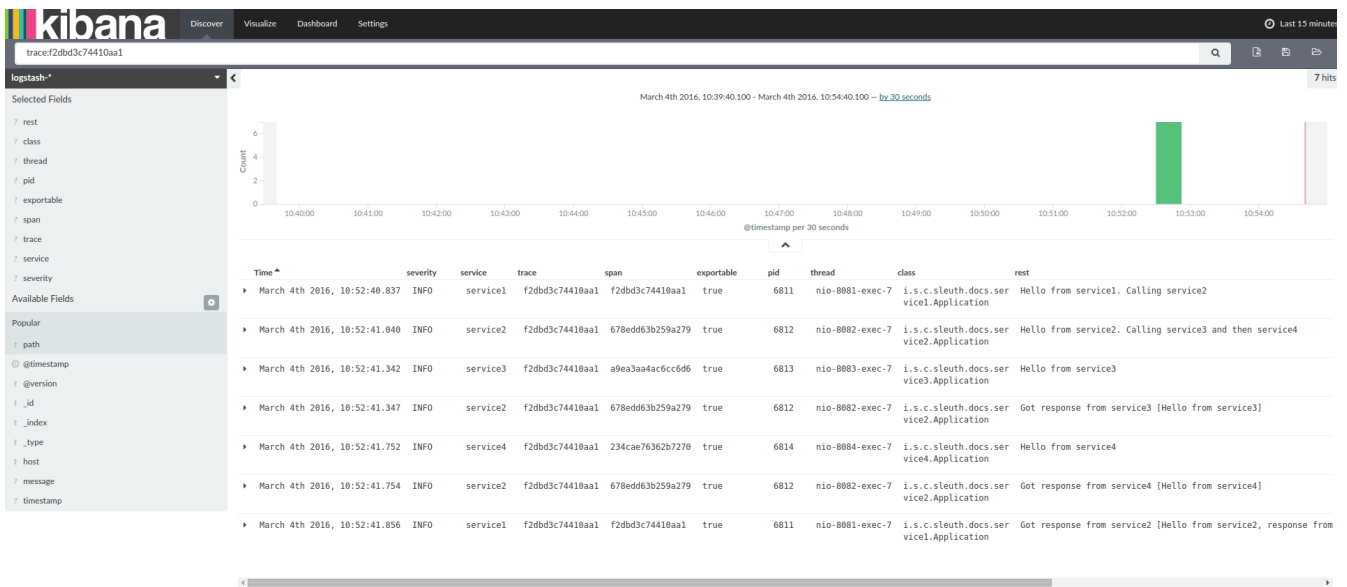 kibana Discover Visualize Dashboard Settings Last 15 minutes
trace:f2dbd3c74410aa1
logstash-* 7 hits
Selected Fields
? rest
? class
? thread
? pid
? exportable
? span
? trace
? service
? severity
Available Fields
Popular
t path
@timestamp
t @version
t _id
t _index
t _type
t host
? message
? timestamp
March 4th 2016, 10:39:40.100 - March 4th 2016, 10:54:40.100 — by 30 seconds
Count
6
4
2
0
10:40:00 10:41:00 10:42:00 10:43:00 10:44:00 10:45:00 10:46:00 10:47:00 10:48:00 10:49:00 10:50:00 10:51:00 10:52:00 10:53:00 10:54:00
@timestamp per 30 seconds
Time severity service trace span exportable pid thread class rest
March 4th 2016, 10:52:40.837 INFO service1 f2dbd3c74410aa1 f2dbd3c74410aa1 true 6811 nio-8081-exec-7 i.s.c.sleuth.docs.ser Hello from service1. Calling service2
vice1.Application
March 4th 2016, 10:52:41.040 INFO service2 f2dbd3c74410aa1 678edd63b259a279 true 6812 nio-8082-exec-7 i.s.c.sleuth.docs.ser Hello from service2. Calling service3 and then service4
vice2.Application
March 4th 2016, 10:52:41.342 INFO service3 f2dbd3c74410aa1 a9ea3aa4ac6cc6d6 true 6813 nio-8083-exec-7 i.s.c.sleuth.docs.ser Hello from service3
vice3.Application
March 4th 2016, 10:52:41.347 INFO service2 f2dbd3c74410aa1 678edd63b259a279 true 6812 nio-8082-exec-7 i.s.c.sleuth.docs.ser Got response from service3 [Hello from service3]
vice2.Application
March 4th 2016, 10:52:41.752 INFO service4 f2dbd3c74410aa1 234cae76362b7270 true 6814 nio-8084-exec-7 i.s.c.sleuth.docs.ser Hello from service4
vice4.Application
March 4th 2016, 10:52:41.754 INFO service2 f2dbd3c74410aa1 678edd63b259a279 true 6812 nio-8082-exec-7 i.s.c.sleuth.docs.ser Got response from service4 [Hello from service4]
vice2.Application
March 4th 2016, 10:52:41.856 INFO service1 f2dbd3c74410aa1 f2dbd3c74410aa1 true 6811 nio-8081-exec-7 i.s.c.sleuth.docs.ser Got response from service2 [Hello from service2, response from
vice1.Application